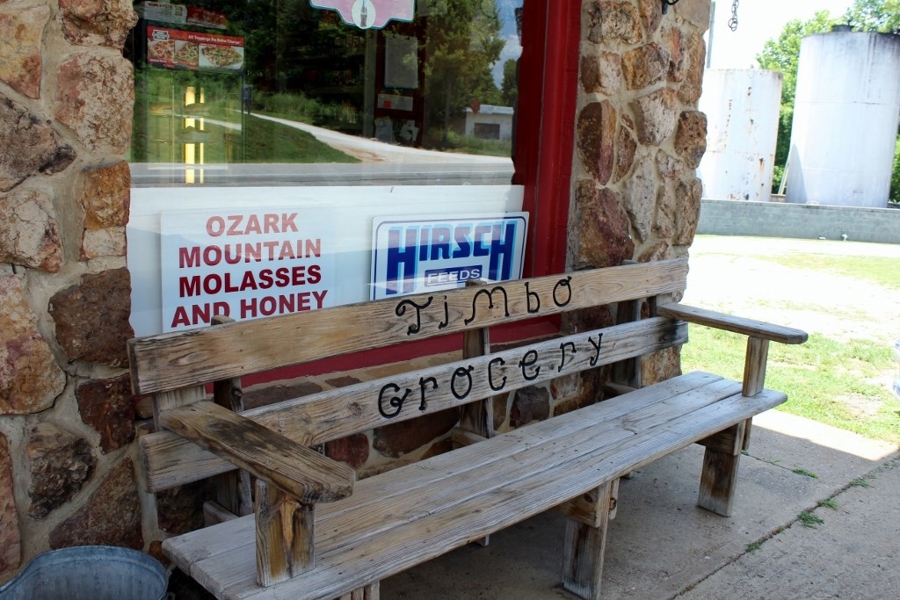 OZARK
MOUNTAIN
MOLASSES
AND HONEY
HIRSCH
FEEDS
Timbo
Grocery